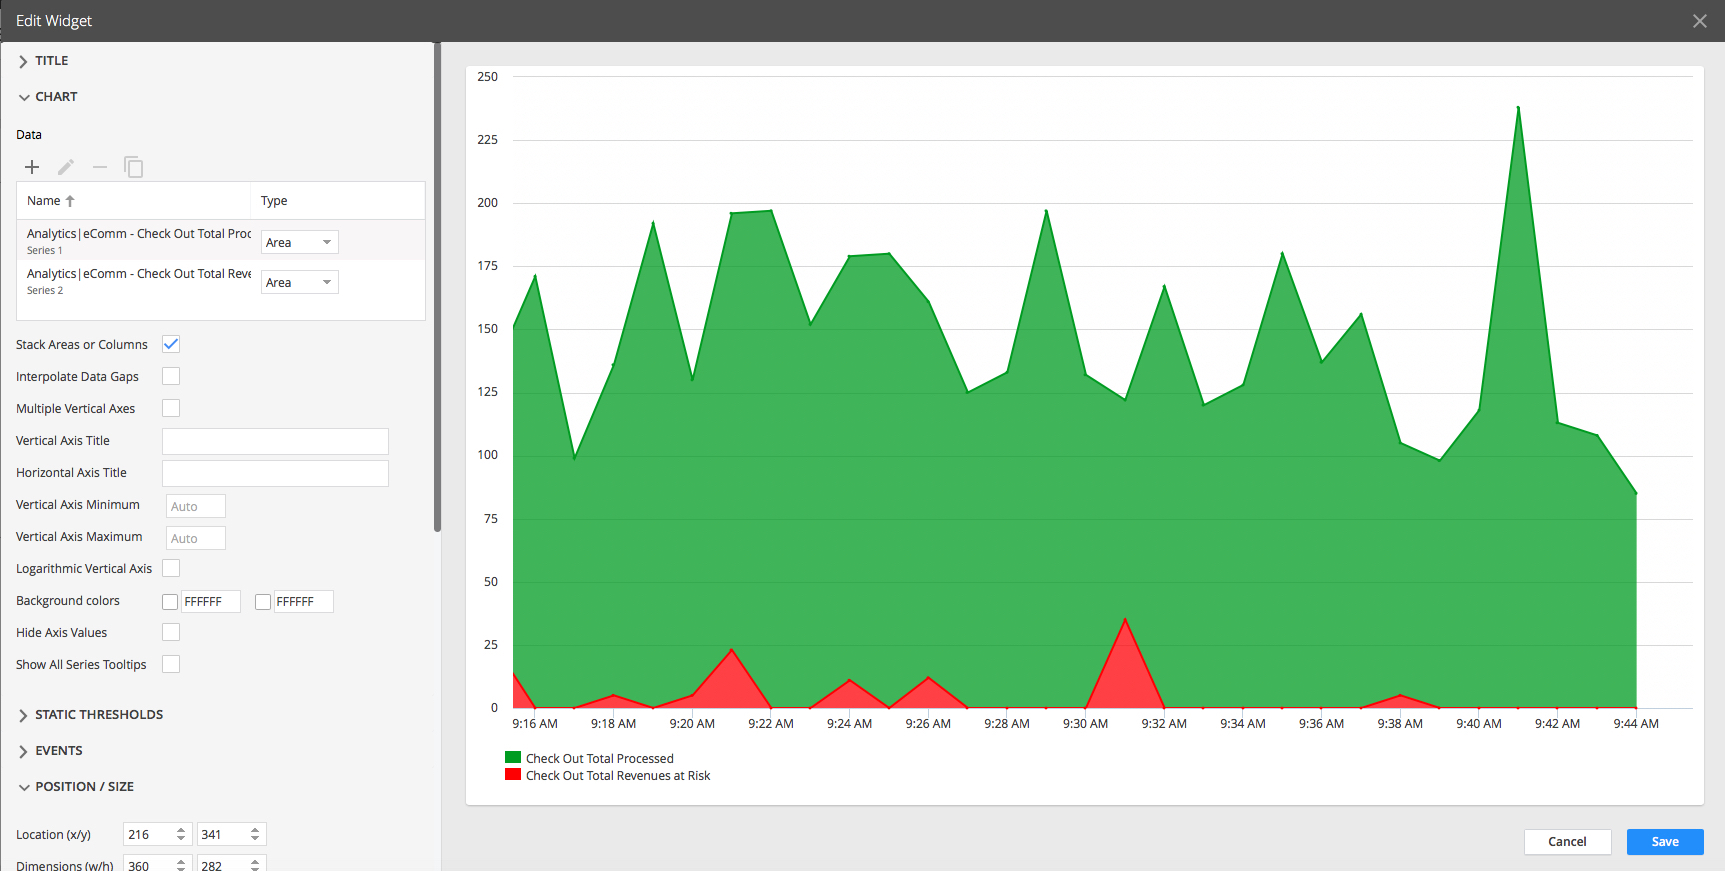 Edit Widget
TITLE
CHART
Data
Name Type
Analytics|eComm - Check Out Total Proc
Series 1
Area
Analytics|eComm - Check Out Total Reve
Series 2
Area
Stack Areas or Columns
Interpolate Data Gaps
Multiple Vertical Axes
Vertical Axis Title
Horizontal Axis Title
Vertical Axis Minimum Auto
Vertical Axis Maximum Auto
Logarithmic Vertical Axis
Background colors FFFFFF FFFFFF
Hide Axis Values
Show All Series Tooltips
STATIC THRESHOLDS
EVENTS
POSITION / SIZE
Location (x/y) 216 341
Dimensions (w/h) 360 282
250
225
200
175
150
125
100
75
50
25
0
9:16 AM 9:18 AM 9:20 AM 9:22 AM 9:24 AM 9:26 AM 9:28 AM 9:30 AM 9:32 AM 9:34 AM 9:36 AM 9:38 AM 9:40 AM 9:42 AM 9:44 AM
Check Out Total Processed
Check Out Total Revenues at Risk
Cancel Save